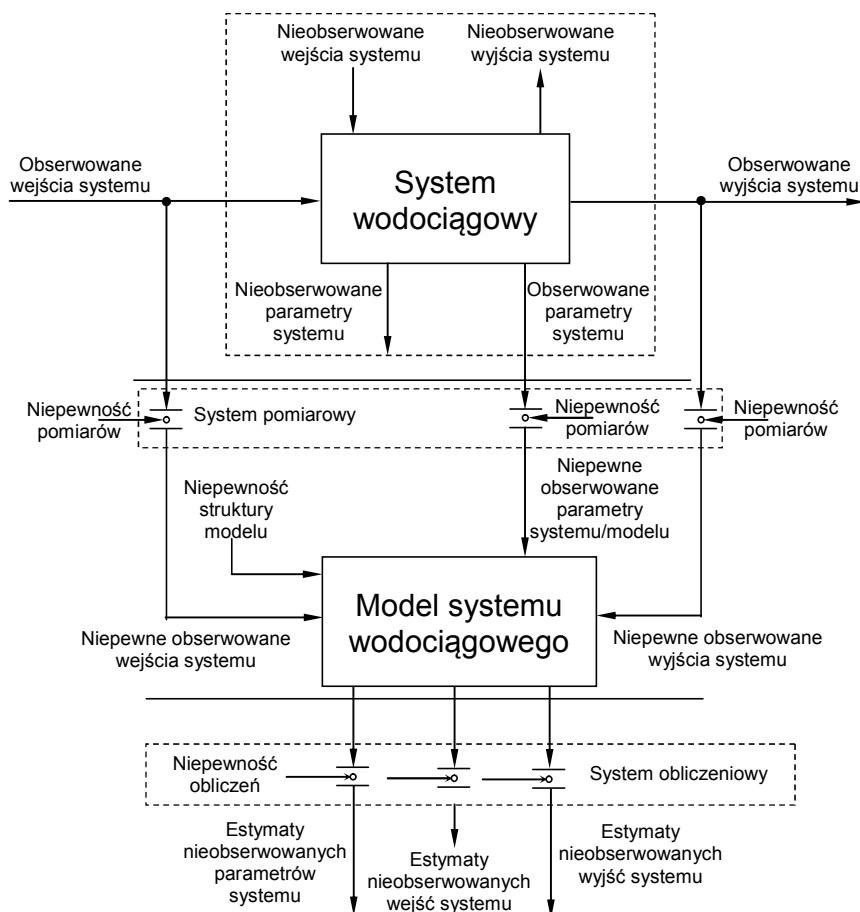 Nieobserwowane
wejścia systemu
Nieobserwowane
wyjścia systemu
Obserwowane
wejścia systemu
System
wodociągowy
Obserwowane
wyjścia systemu
Nieobserwowane
parametry
systemu
Obserwowane
parametry
systemu
Niepewność
pomiarów
System pomiarowy
Niepewność
pomiarów
Niepewność
pomiarów
Niepewność
struktury
modelu
Niepewne
obserwowane
parametry
systemu/modelu
Model systemu
wodociągowego
Niepewne obserwowane
wejścia systemu
Niepewne obserwowane
wyjścia systemu
Niepewność
obliczeń
System obliczeniowy
Estymaty
nieobserwowanych
parametrów
systemu
Estymaty
nieobserwowanych
wejść systemu
Estymaty
nieobserwowanych
wyjść systemu